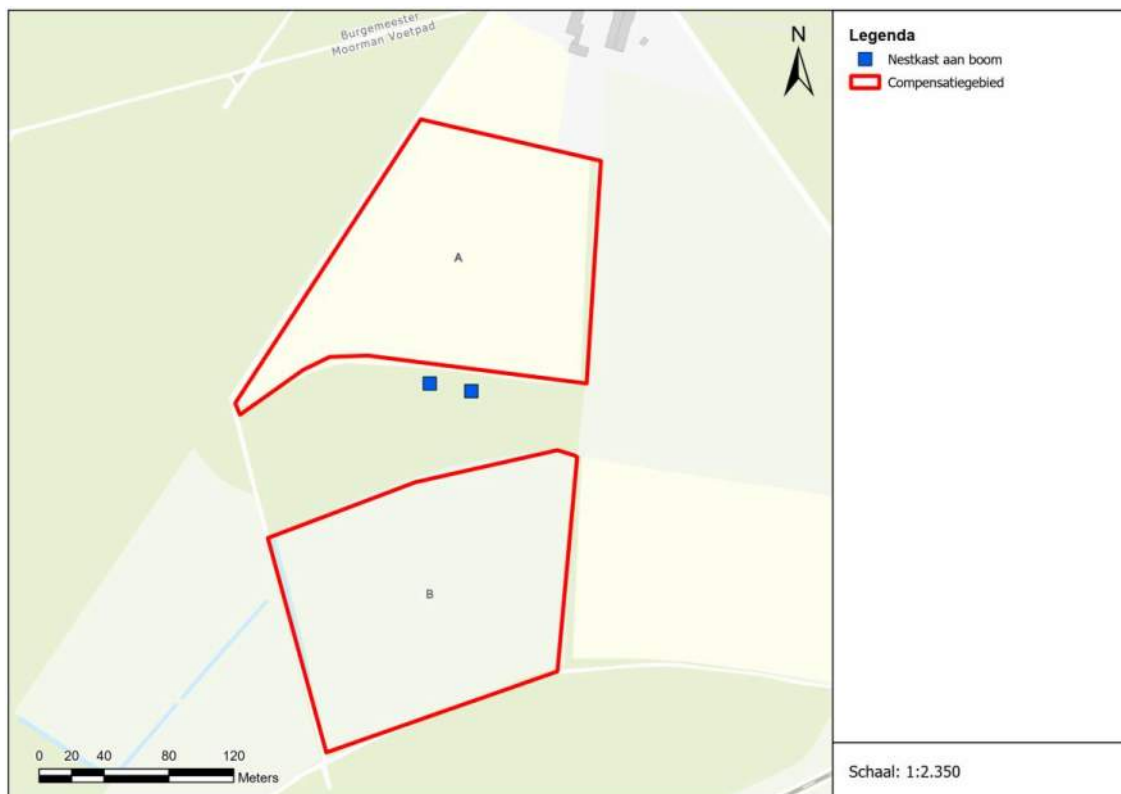 Burgemeester
Moorman Voetpad
N
A
B
0 20 40 80 120
Meters
Legenda
Nestkast aan boom
Compensatiegebied
Schaal: 1:2.350